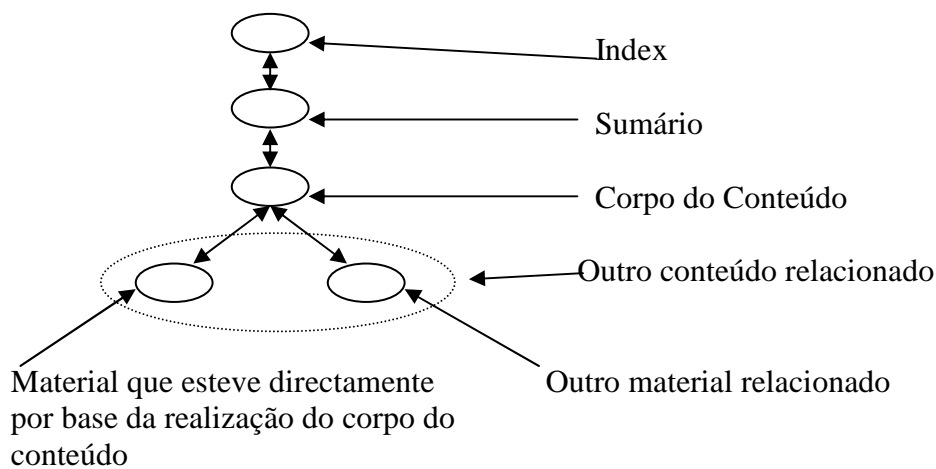 Index
Sumário
Corpo do Conteúdo
Outro conteúdo relacionado
Material que esteve directamente
por base da realização do corpo do
conteúdo
Outro material relacionado